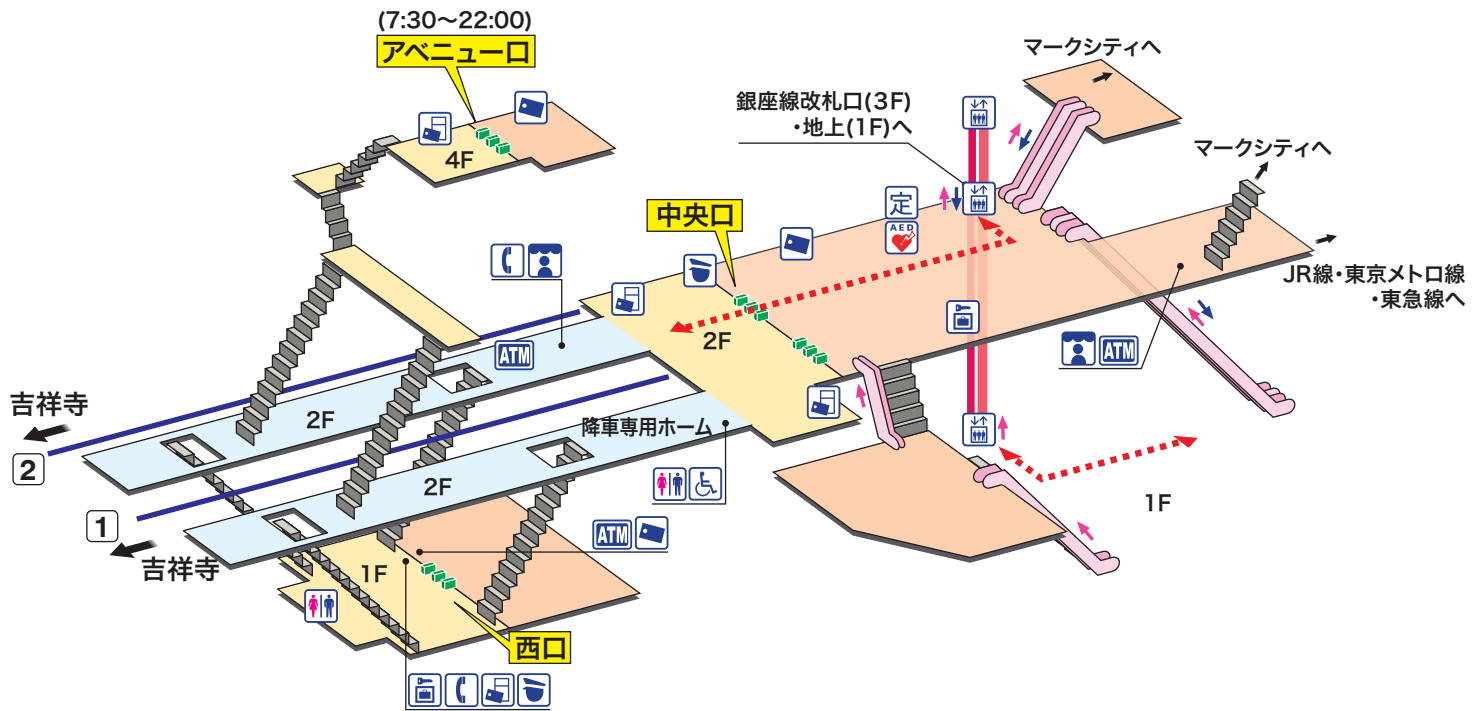 (7:30〜22:00)
アベニュー口
4F
マークシティへ
銀座線改札口(3F)
・地上(1F)へ
マークシティへ
定
AED
中央口
JR線・東京メトロ線
・東急線へ
2F
ATM
ATM
吉祥寺
2
2F
降車専用ホーム
2F
1
吉祥寺
ATM
1F
1F
西口